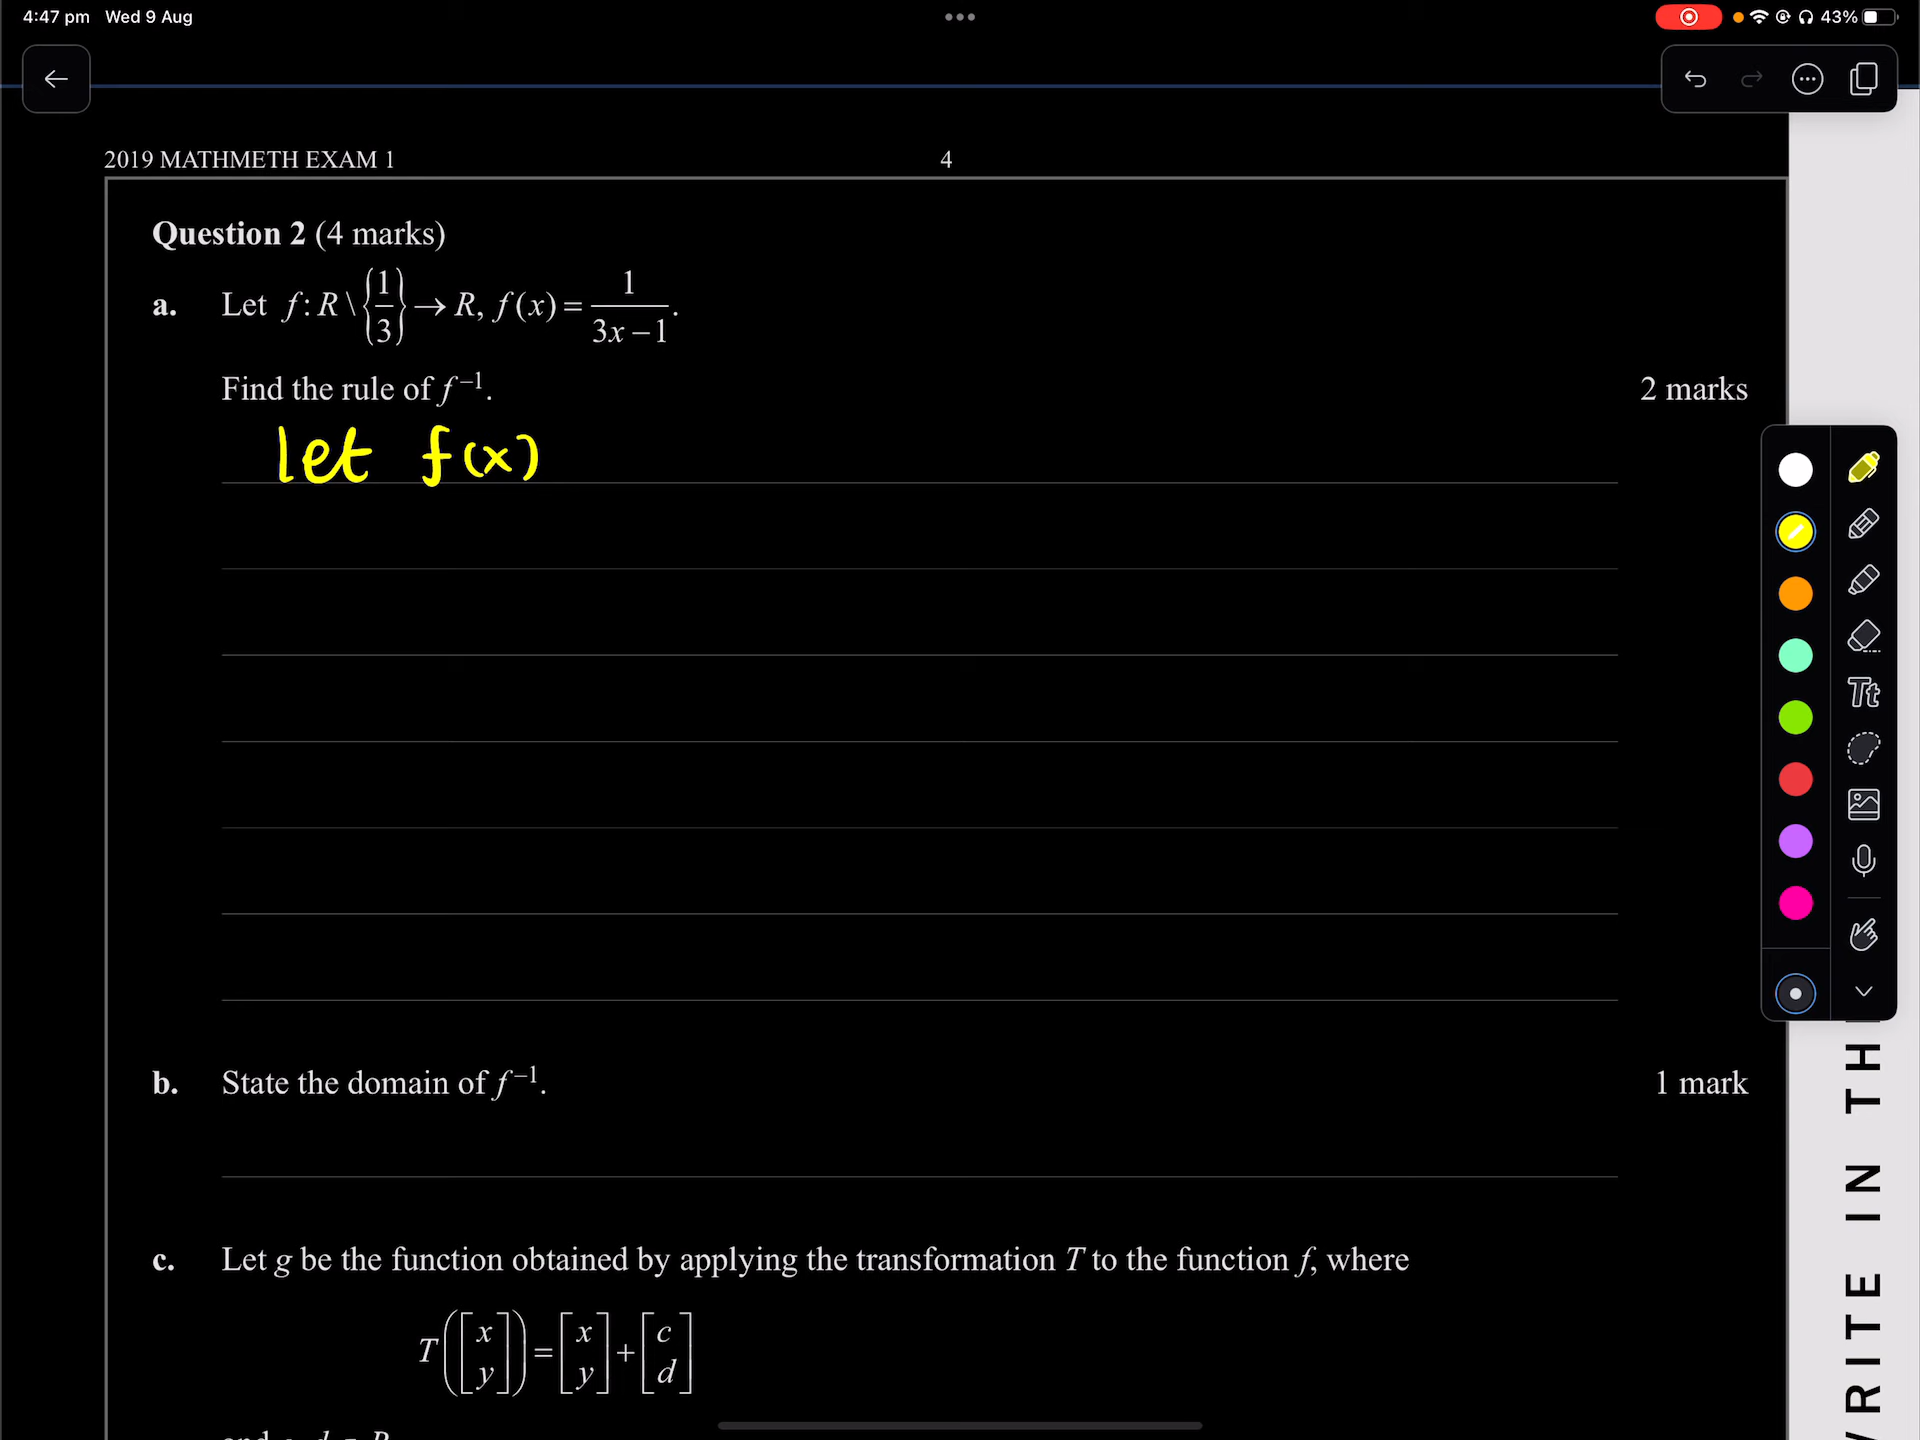 4:47 pm Wed 9 Aug
43%
2019 MATHMETH EXAM 1 4
Question 2 (4 marks)
a. Let f: R \ {1/3} → R, f(x) = 1/(3x − 1).
Find the rule of f⁻¹. 2 marks
let f(x)
Tt
b. State the domain of f⁻¹. 1 mark
c. Let g be the function obtained by applying the transformation T to the function f, where
T([x y]) = [x y] + [c d]
RITE IN TH